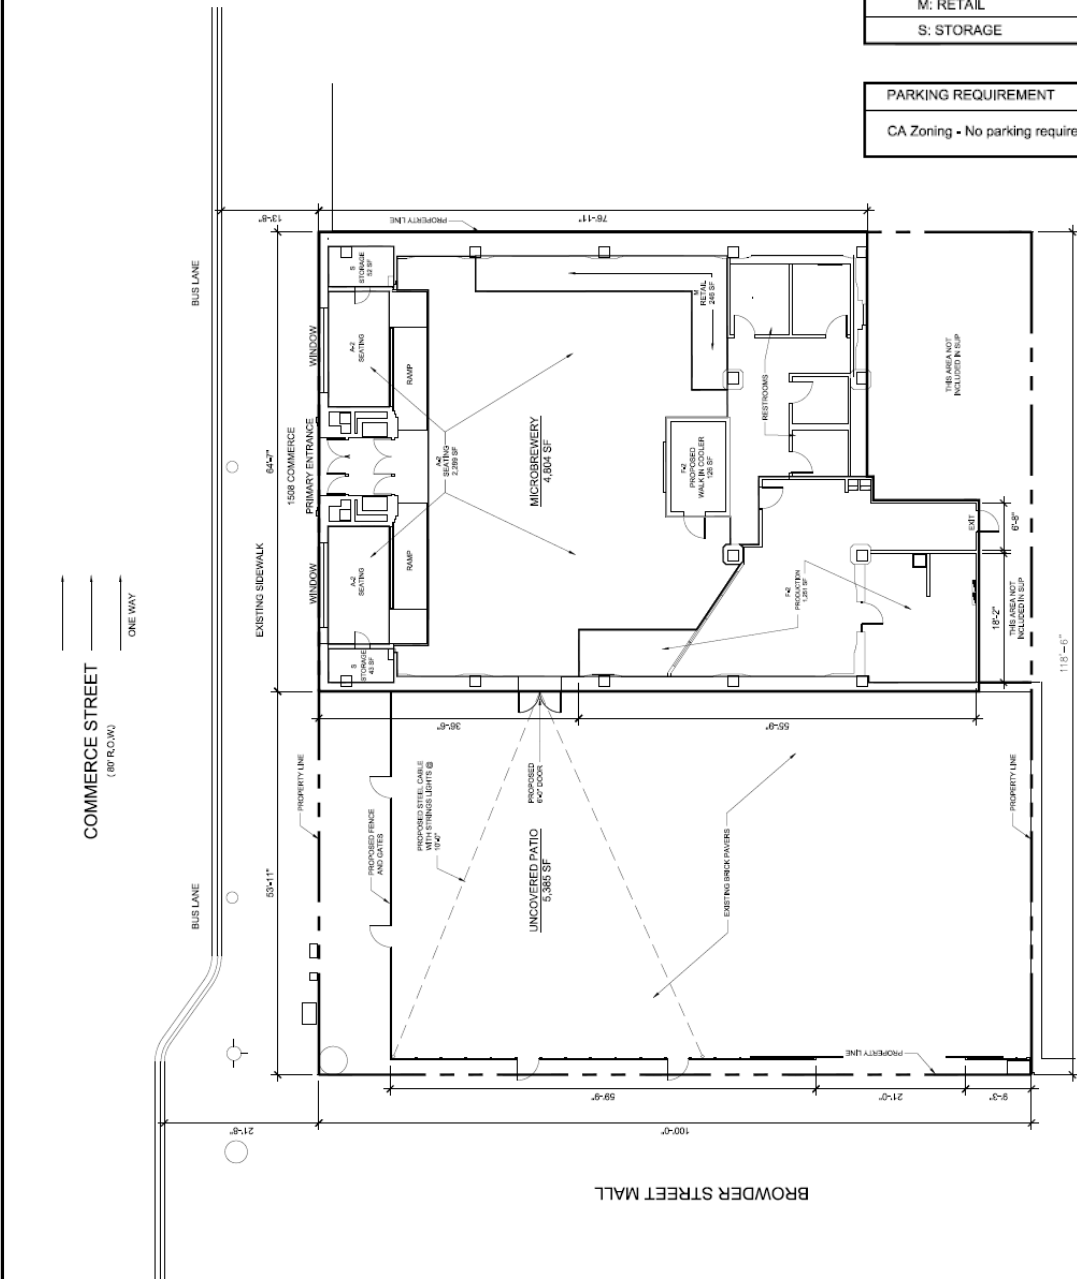 M: RETAIL
S: STORAGE
PARKING REQUIREMENT
CA Zoning - No parking require
13'-8"
PROPERTY LINE
76'-11"
BUS LANE
S
STORAGE
52 SF
WINDOW
A-2
SEATING
RAMP
M
RETAIL
246 SF
THIS AREA NOT
INCLUDED IN SUP
RESTROOMS
1508 COMMERCE
PRIMARY ENTRANCE
64'-7"
A-2
SEATING
2,289 SF
MICROBREWERY
4,604 SF
F-2
PROPOSED
WALK IN COOLER
126 SF
EXIT
6'-8"
EXISTING SIDEWALK
WINDOW
A-2
SEATING
RAMP
F-2
PRODUCTION
1,251 SF
18'-2"
THIS AREA NOT
INCLUDED IN SUP
ONE WAY
S
STORAGE
43 SF
118'-6"
COMMERCE STREET
( 80' R.O.W.)
36'-6"
55'-9"
PROPERTY LINE
PROPOSED FENCE
AND GATES
PROPOSED STEEL CABLE
WITH STRINGS LIGHTS @
10'-0"
PROPOSED
6'-0" DOOR
PROPERTY LINE
53'-11"
UNCOVERED PATIO
5,385 SF
EXISTING BRICK PAVERS
BUS LANE
PROPERTY LINE
59'-9"
21'-0"
9'-3"
21'-8"
100'-0"
BROWDER STREET MALL